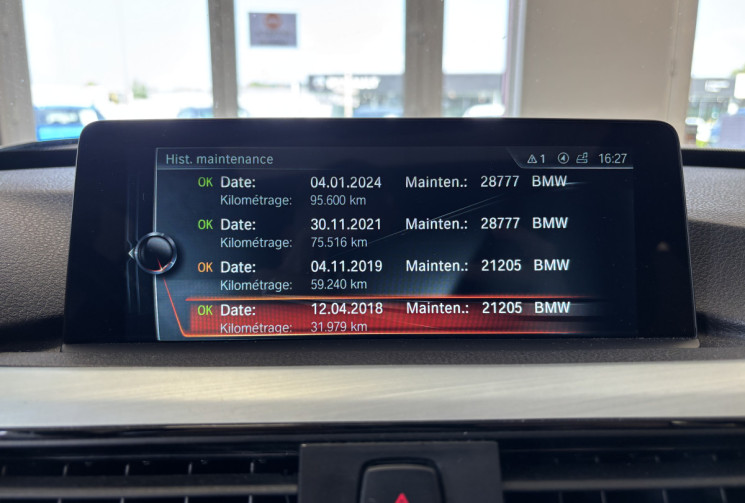 Hist. maintenance 1 16:27
OK Date: 04.01.2024 Mainten.: 28777 BMW
Kilométrage: 95.600 km
OK Date: 30.11.2021 Mainten.: 28777 BMW
Kilométrage: 75.516 km
OK Date: 04.11.2019 Mainten.: 21205 BMW
Kilométrage: 59.240 km
OK Date: 12.04.2018 Mainten.: 21205 BMW
Kilométrage: 31.979 km